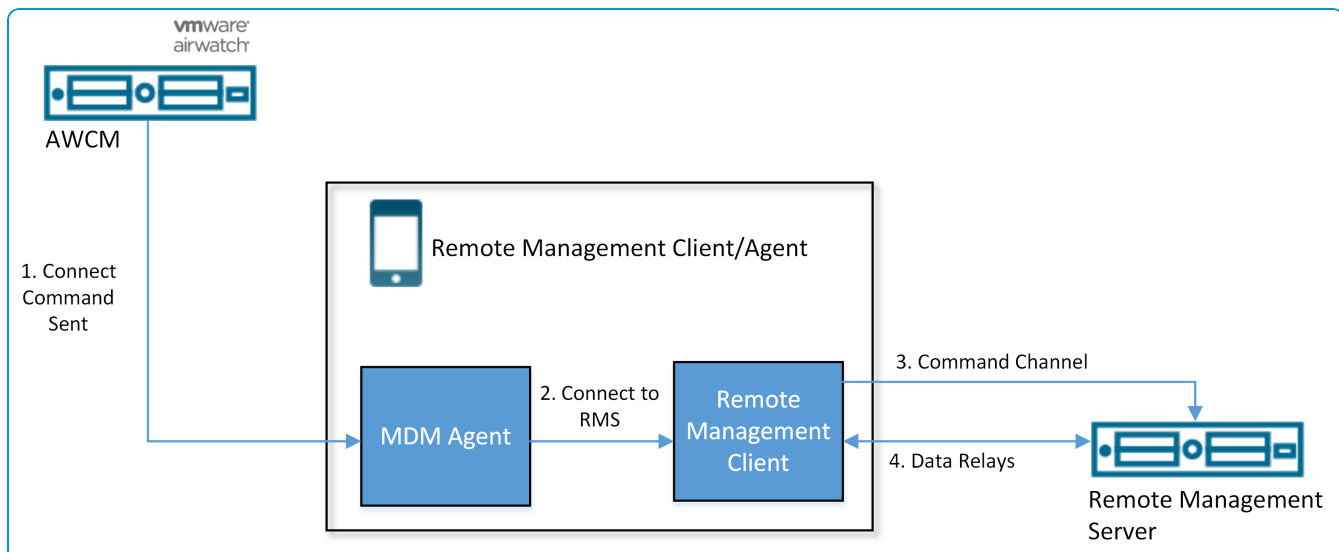 vmware
airwatch
AWCM
Remote Management Client/Agent
1. Connect
Command
Sent
MDM Agent
2. Connect to
RMS
Remote
Management
Client
3. Command Channel
4. Data Relays
Remote Management
Server